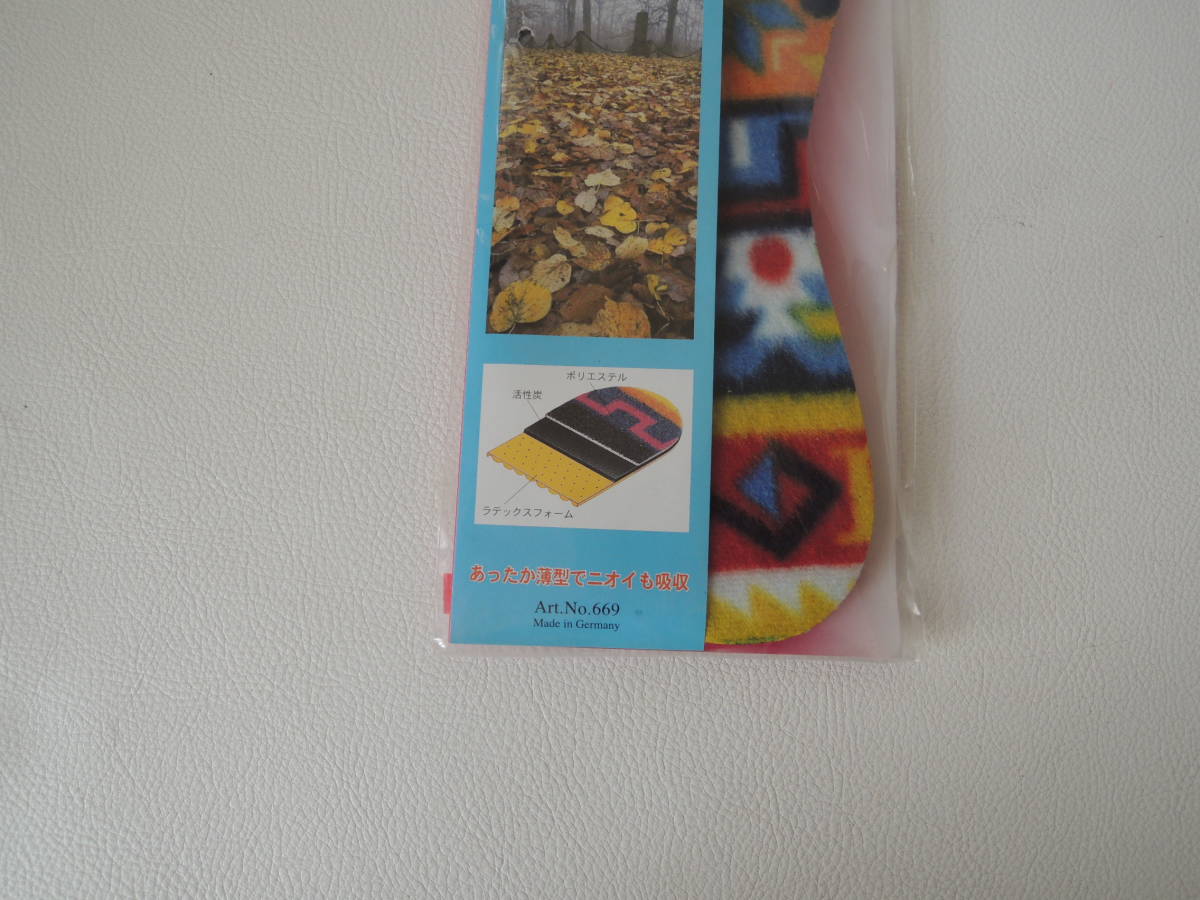 ポリエステル
活性炭
ラテックスフォーム
あったか薄型でニオイも吸収
Art.No.669
Made in Germany